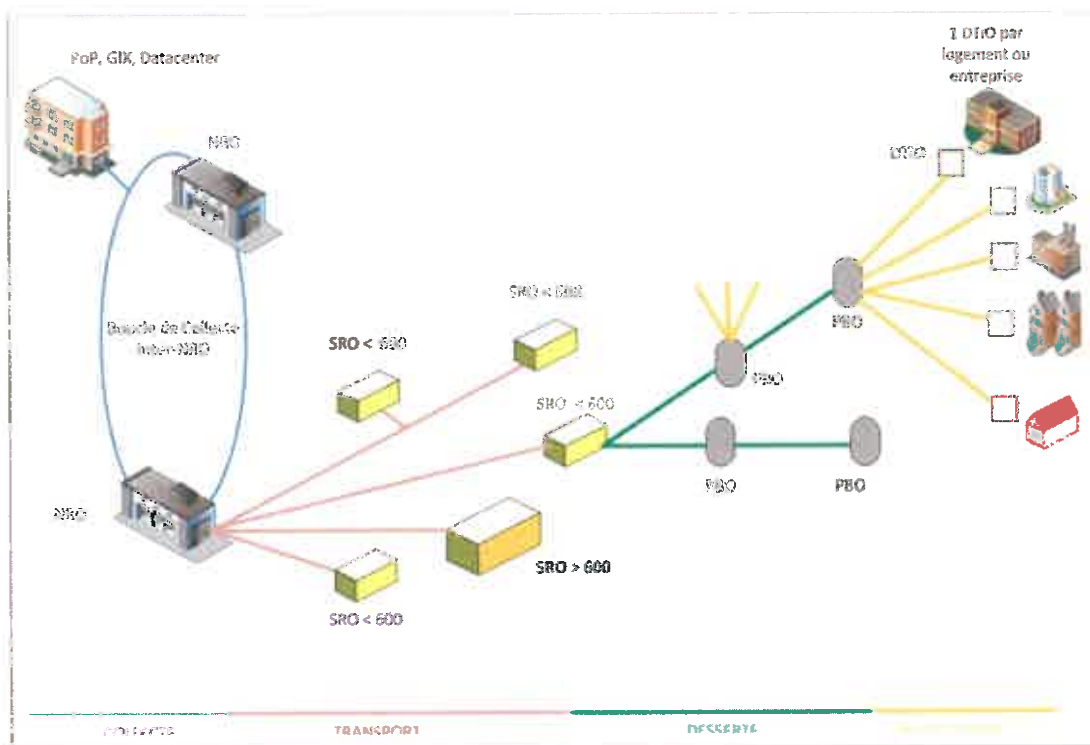 1 DTIO par
logement ou
entreprise
PoP, GIX, Datacenter
NRO
DTIO
Boucle de Collecte
Inter-NRO
SRO < 600
SRO < 600
PBO
PBO
SRO < 600
PBO
PBO
NRO
SRO > 600
SRO < 600
COLLECTE
TRANSPORT
DESSERTE